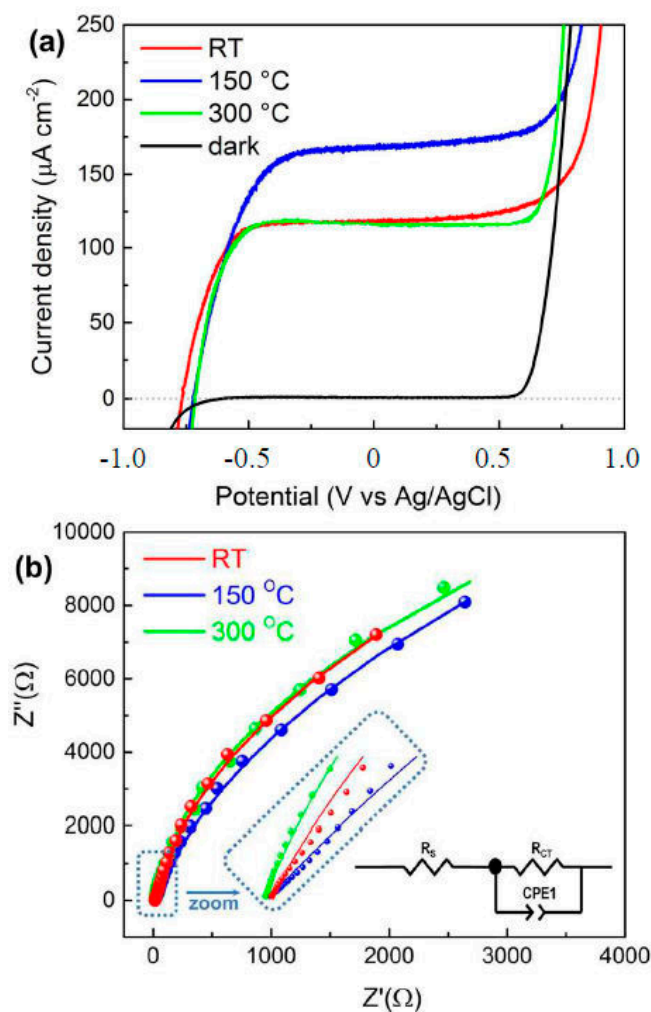 (a)
RT
150 °C
300 °C
dark
250
200
150
100
50
0
Current density (μA cm⁻²)
-1.0 -0.5 0 0.5 1.0
Potential (V vs Ag/AgCl)
(b)
RT
150 °C
300 °C
10000
8000
6000
4000
2000
0
Z''(Ω)
zoom
R_S
R_CT
CPE1
0 1000 2000 3000 4000
Z'(Ω)